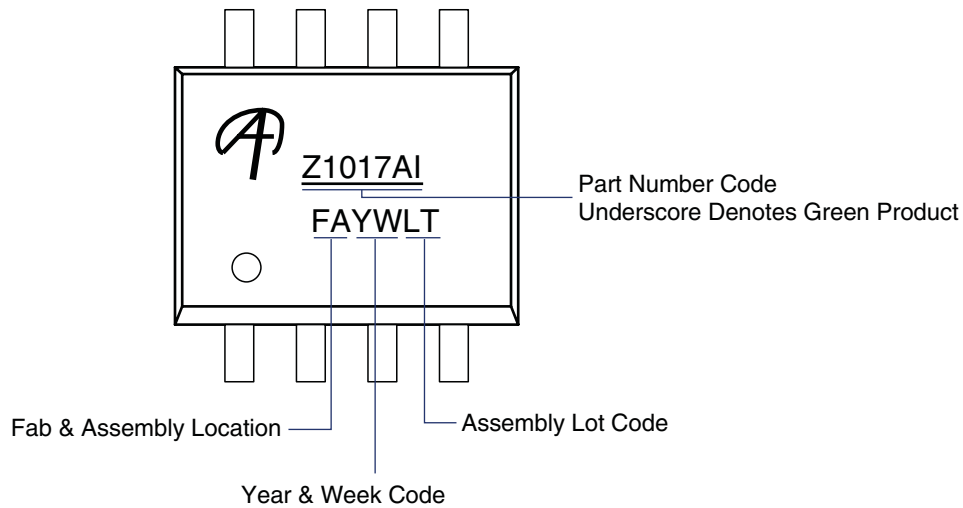 Z1017AI
Part Number Code
Underscore Denotes Green Product
FAYWLT
Fab & Assembly Location
Assembly Lot Code
Year & Week Code